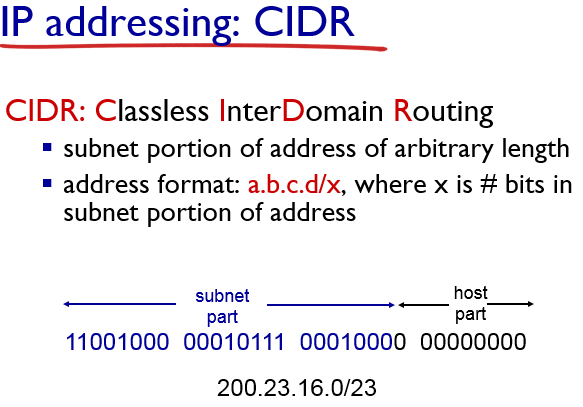 IP addressing: CIDR
CIDR: Classless InterDomain Routing
subnet portion of address of arbitrary length
address format: a.b.c.d/x, where x is # bits in
subnet portion of address
subnet
part
host
part
11001000 00010111 00010000 00000000
200.23.16.0/23